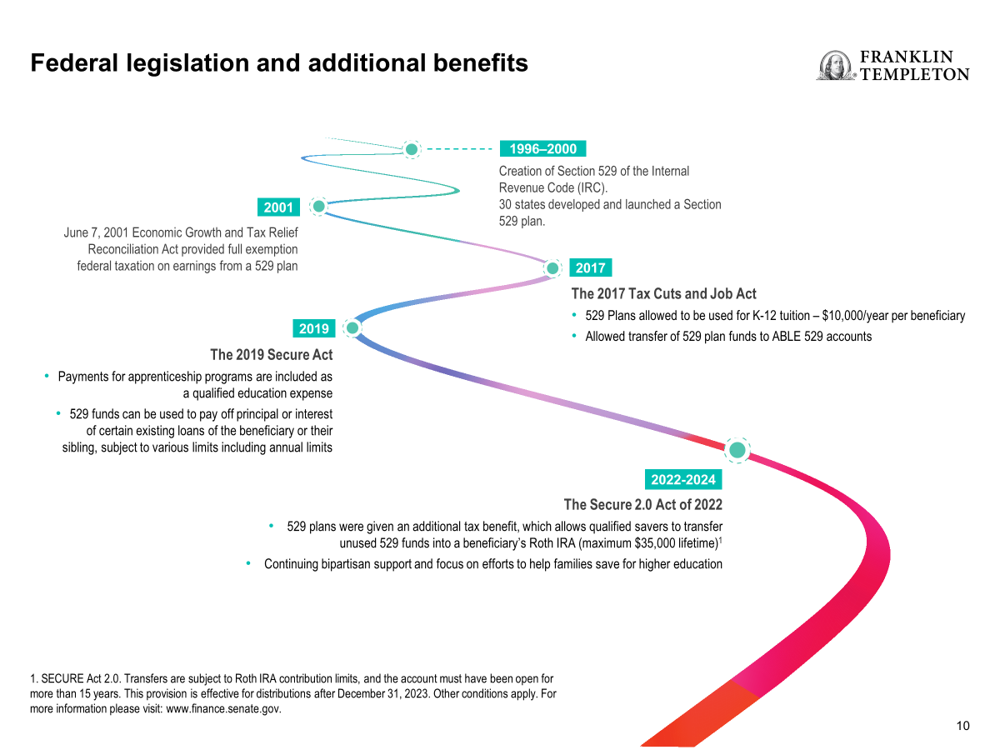 Federal legislation and additional benefits
FRANKLIN
TEMPLETON
1996–2000
Creation of Section 529 of the Internal
Revenue Code (IRC).
30 states developed and launched a Section
529 plan.
2001
June 7, 2001 Economic Growth and Tax Relief
Reconciliation Act provided full exemption
federal taxation on earnings from a 529 plan
2017
The 2017 Tax Cuts and Job Act
• 529 Plans allowed to be used for K-12 tuition – $10,000/year per beneficiary
• Allowed transfer of 529 plan funds to ABLE 529 accounts
2019
The 2019 Secure Act
• Payments for apprenticeship programs are included as
a qualified education expense
• 529 funds can be used to pay off principal or interest
of certain existing loans of the beneficiary or their
sibling, subject to various limits including annual limits
2022-2024
The Secure 2.0 Act of 2022
• 529 plans were given an additional tax benefit, which allows qualified savers to transfer
unused 529 funds into a beneficiary’s Roth IRA (maximum $35,000 lifetime)1
• Continuing bipartisan support and focus on efforts to help families save for higher education
1. SECURE Act 2.0. Transfers are subject to Roth IRA contribution limits, and the account must have been open for
more than 15 years. This provision is effective for distributions after December 31, 2023. Other conditions apply. For
more information please visit: www.finance.senate.gov.
10